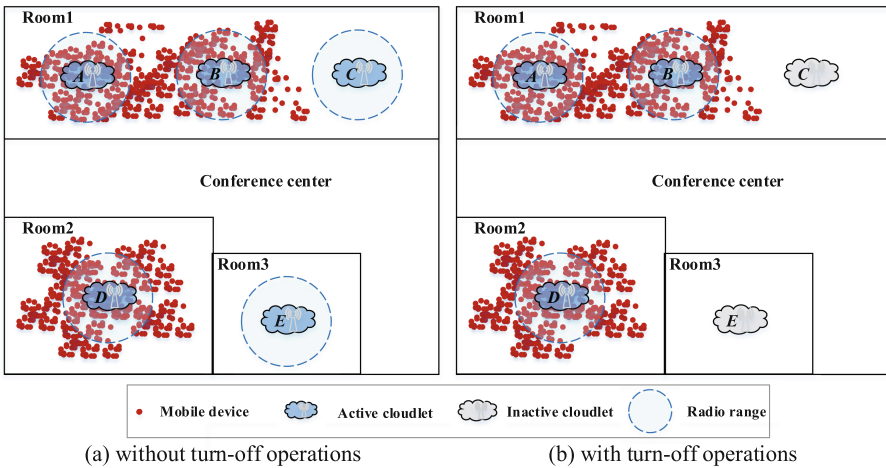 Room1
A
B
C
Conference center
Room2
D
Room3
E
Room1
A
B
C
Conference center
Room2
D
Room3
E
Mobile device
Active cloudlet
Inactive cloudlet
Radio range
(a) without turn-off operations
(b) with turn-off operations